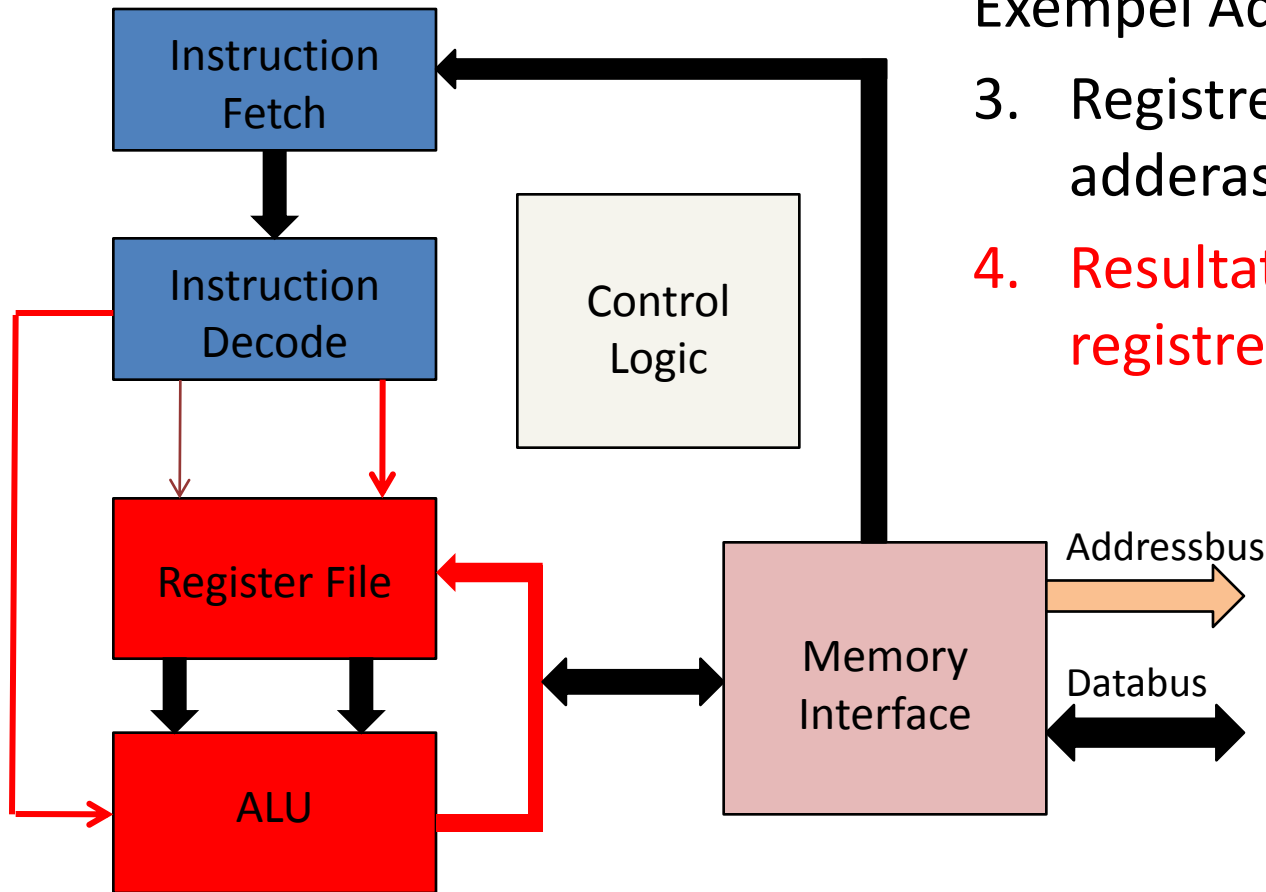 Instruction
Fetch
Instruction
Decode
Control
Logic
Register File
ALU
Memory
Interface
Addressbus
Databus
Exempel
3. Registre
adderas
4. Resultat
registre